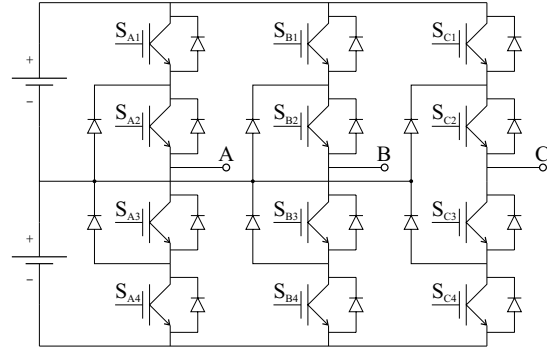 S_A1 S_B1 S_C1
+
−
S_A2 S_B2 S_C2
A B C
S_A3 S_B3 S_C3
+
−
S_A4 S_B4 S_C4